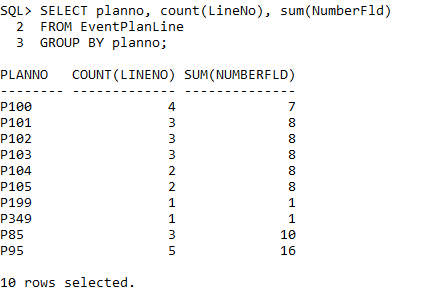 SQL> SELECT planno, count(LineNo), sum(NumberFld)
  2  FROM EventPlanLine
  3  GROUP BY planno;

PLANNO   COUNT(LINENO) SUM(NUMBERFLD)
-------- ------------- --------------
P100                 4              7
P101                 3              8
P102                 3              8
P103                 3              8
P104                 2              8
P105                 2              8
P199                 1              1
P349                 1              1
P85                  3             10
P95                  5             16

10 rows selected.